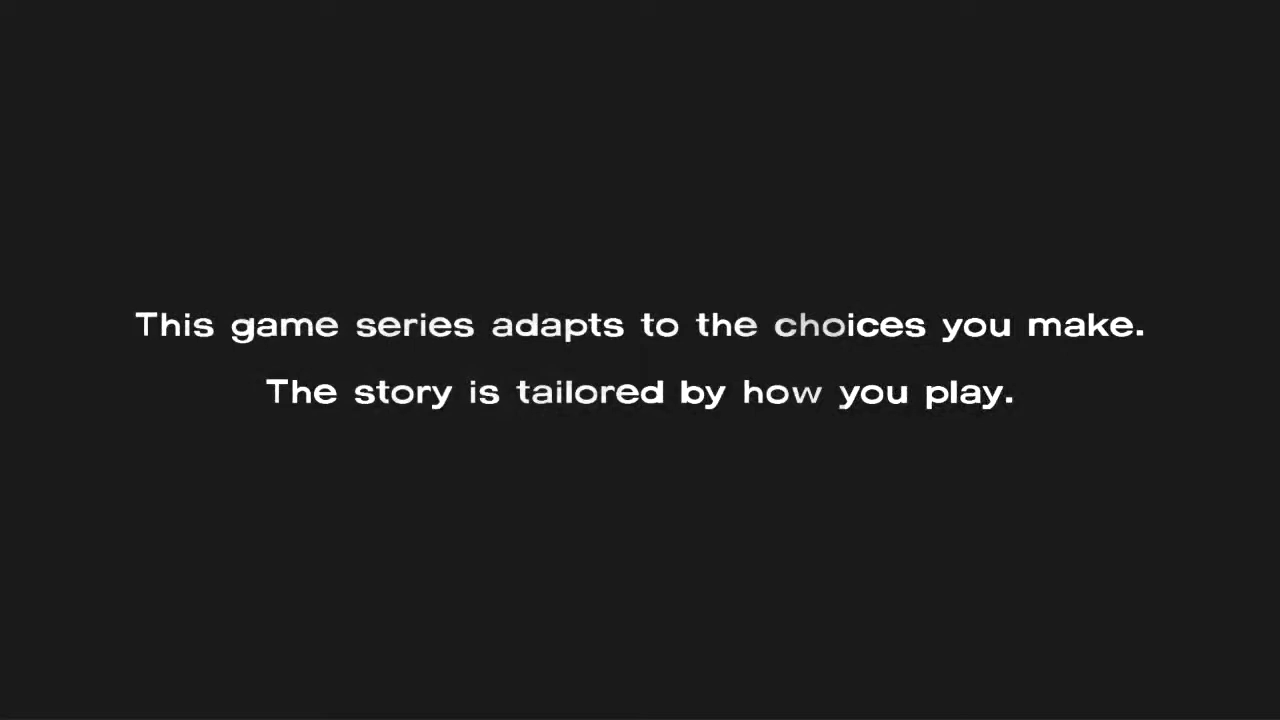 This game series adapts to the choices you make.
The story is tailored by how you play.